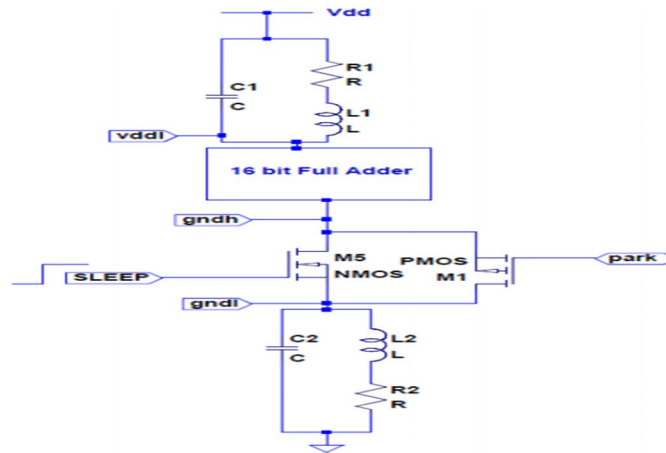 Vdd
R1
R
C1
C
L1
L
vddl
16 bit Full Adder
gndh
M5
NMOS
PMOS
M1
park
SLEEP
gndl
C2
C
L2
L
R2
R